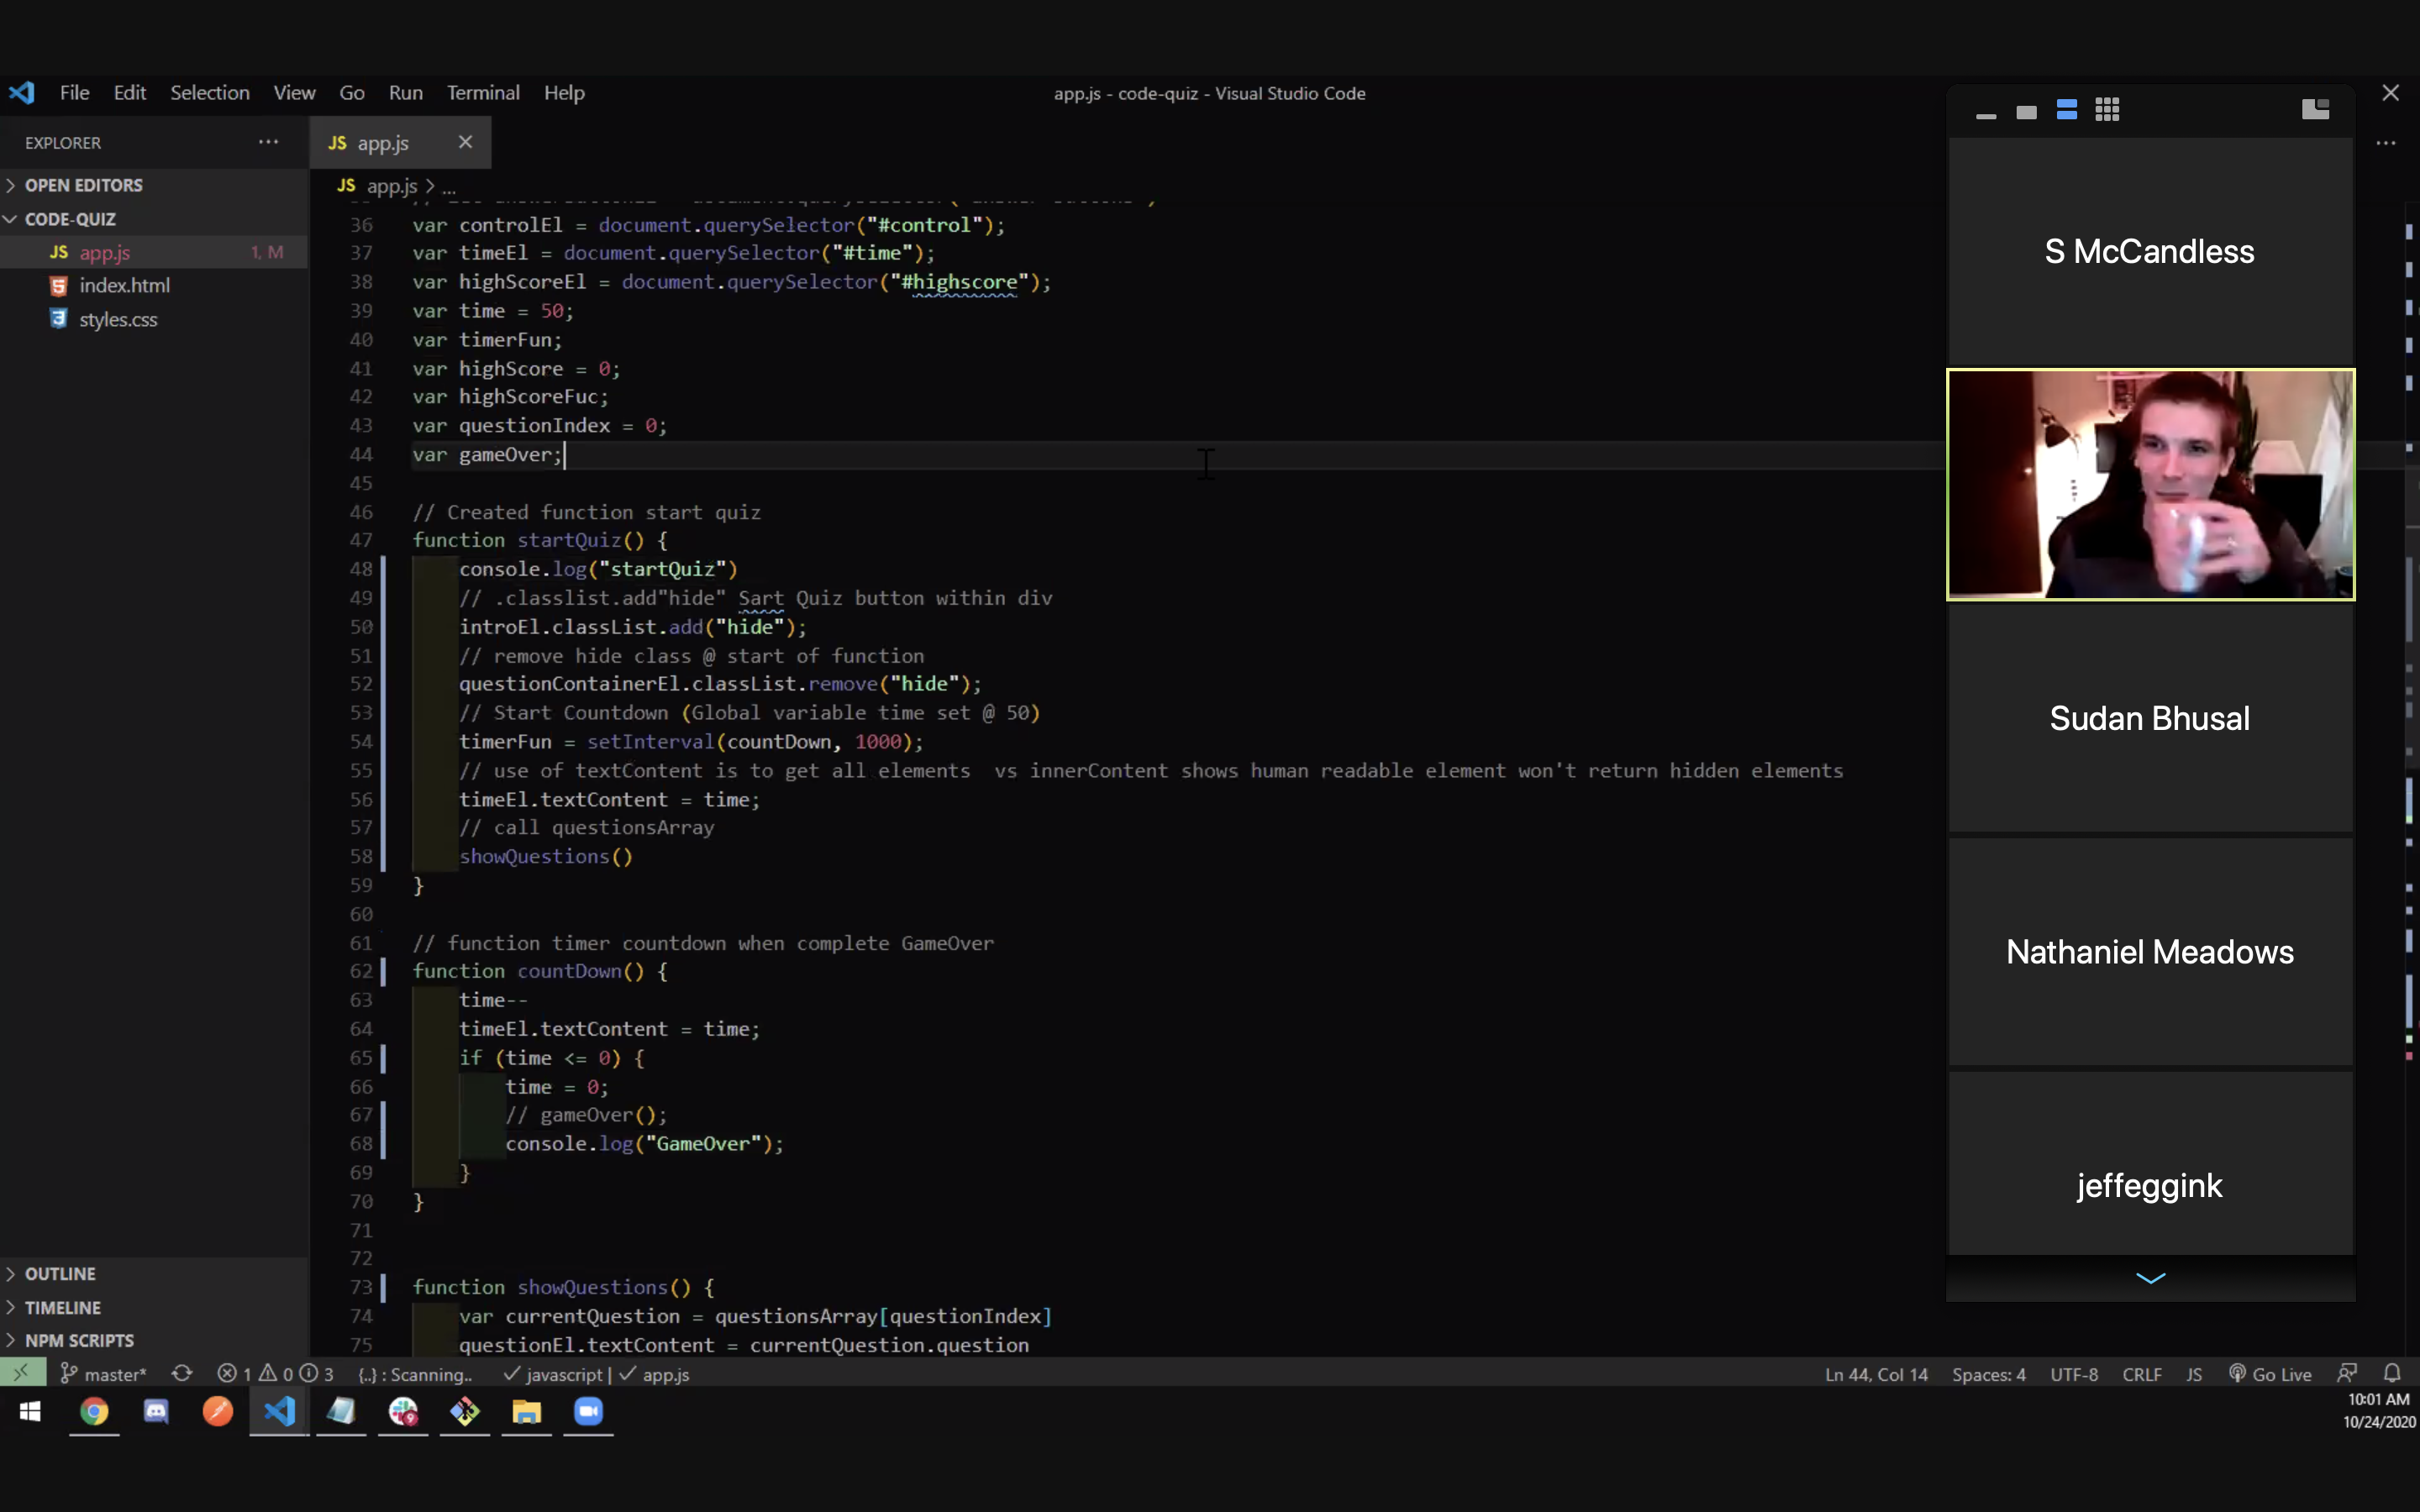 File Edit Selection View Go Run Terminal Help
app.js - code-quiz - Visual Studio Code
EXPLORER
OPEN EDITORS
CODE-QUIZ
JS app.js 1, M
index.html
styles.css
OUTLINE
TIMELINE
NPM SCRIPTS
JS app.js
JS app.js > ...
36 var controlEl = document.querySelector("#control");
37 var timeEl = document.querySelector("#time");
38 var highScoreEl = document.querySelector("#highscore");
39 var time = 50;
40 var timerFun;
41 var highScore = 0;
42 var highScoreFuc;
43 var questionIndex = 0;
44 var gameOver;
45
46 // Created function start quiz
47 function startQuiz() {
48 console.log("startQuiz")
49 // .classlist.add"hide" Sart Quiz button within div
50 introEl.classList.add("hide");
51 // remove hide class @ start of function
52 questionContainerEl.classList.remove("hide");
53 // Start Countdown (Global variable time set @ 50)
54 timerFun = setInterval(countDown, 1000);
55 // use of textContent is to get all elements  vs innerContent shows human readable element won't return hidden elements
56 timeEl.textContent = time;
57 // call questionsArray
58 showQuestions()
59 }
60
61 // function timer countdown when complete GameOver
62 function countDown() {
63 time--
64 timeEl.textContent = time;
65 if (time <= 0) {
66 time = 0;
67 // gameOver();
68 console.log("GameOver");
69 }
70 }
71
72
73 function showQuestions() {
74 var currentQuestion = questionsArray[questionIndex]
75 questionEl.textContent = currentQuestion.question
S McCandless
Sudan Bhusal
Nathaniel Meadows
jeffeggink
master* 1 0 3 {..} : Scanning.. javascript | app.js
Ln 44, Col 14 Spaces: 4 UTF-8 CRLF JS Go Live
9
10:01 AM
10/24/2020